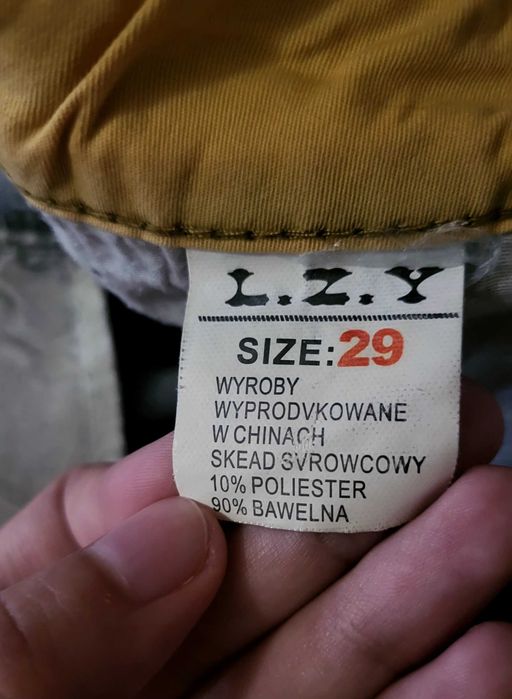 L.Z.Y
SIZE:29
WYROBY
WYPRODVKOWANE
W CHINACH
SKEAD SVROWCOWY
10% POLIESTER
90% BAWELNA